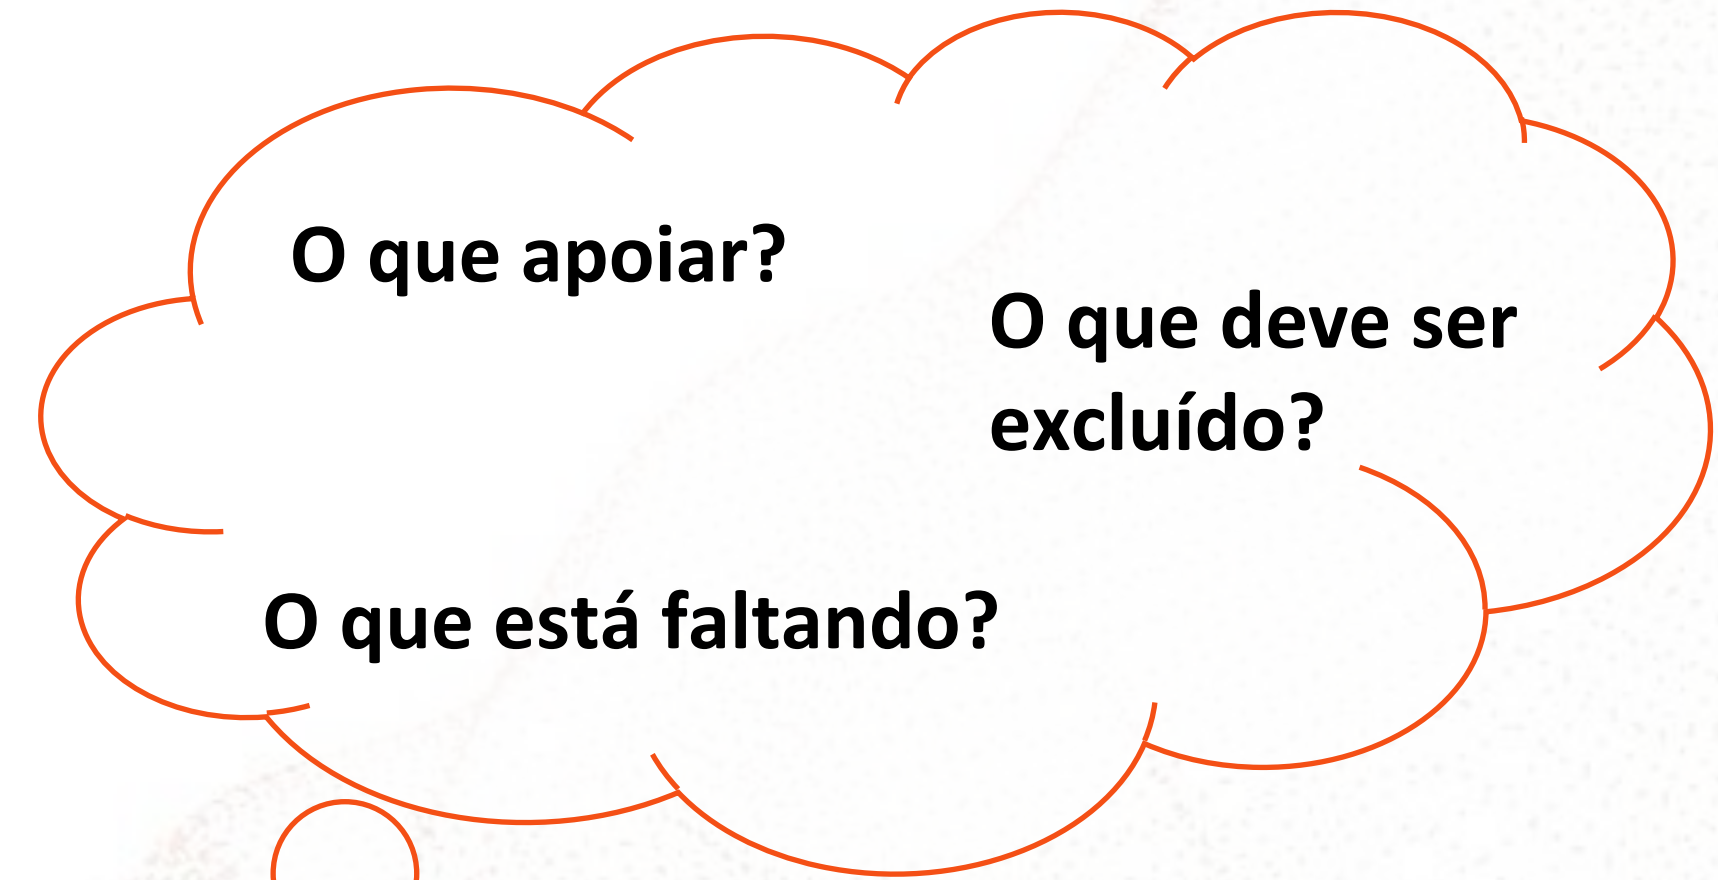 O que apoiar?
O que deve ser
excluído?
O que está faltando?